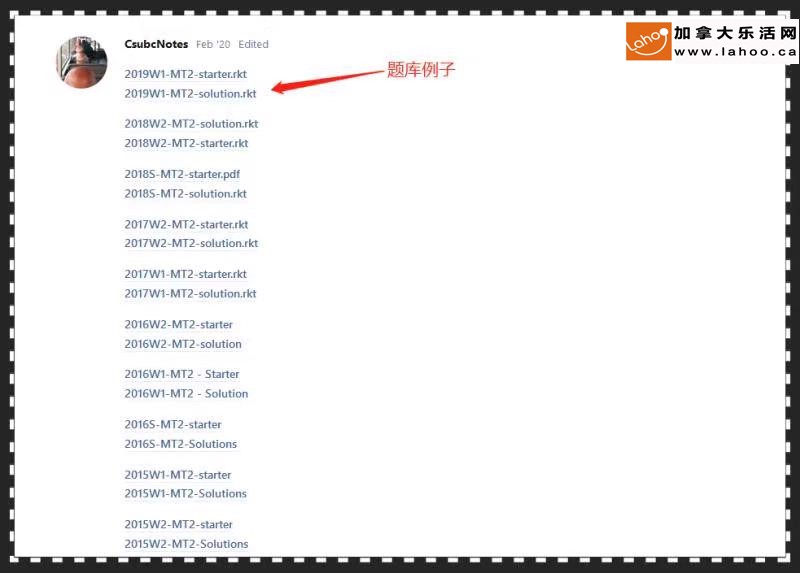 CsubcNotes Feb '20 Edited
Lahoo
加拿大乐活网
www.lahoo.ca
2019W1-MT2-starter.rkt
题库例子
2019W1-MT2-solution.rkt
2018W2-MT2-solution.rkt
2018W2-MT2-starter.rkt
2018S-MT2-starter.pdf
2018S-MT2-solution.rkt
2017W2-MT2-starter.rkt
2017W2-MT2-solution.rkt
2017W1-MT2-starter.rkt
2017W1-MT2-solution.rkt
2016W2-MT2-starter
2016W2-MT2-solution
2016W1-MT2 - Starter
2016W1-MT2 - Solution
2016S-MT2-starter
2016S-MT2-Solutions
2015W1-MT2-starter
2015W1-MT2-Solutions
2015W2-MT2-starter
2015W2-MT2-Solutions